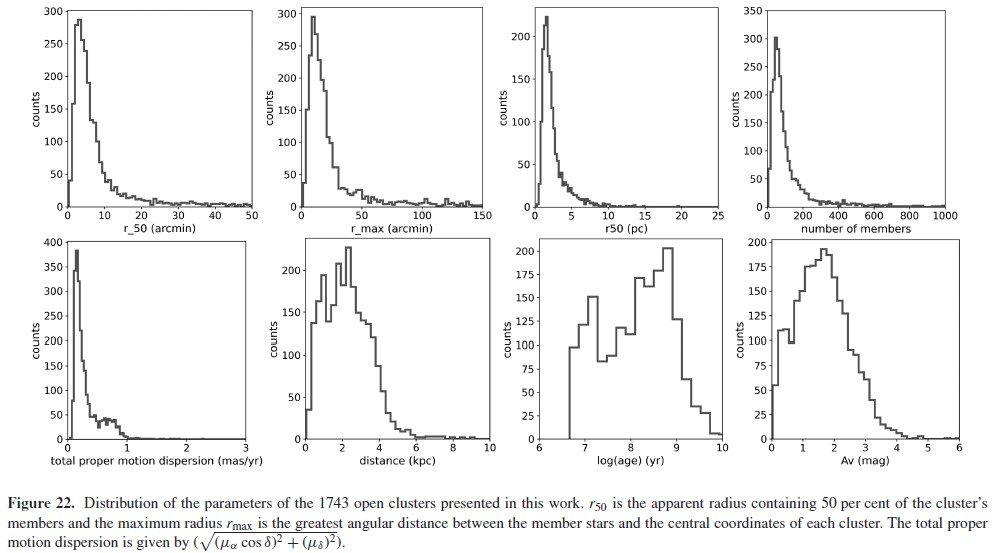 300
250
200
150
100
50
0
counts
0 10 20 30 40 50
r_50 (arcmin)
300
250
200
150
100
50
0
counts
0 50 100 150
r_max (arcmin)
200
150
100
50
0
counts
0 5 10 15 20 25
r50 (pc)
350
300
250
200
150
100
50
0
counts
0 200 400 600 800 1000
number of members
400
350
300
250
200
150
100
50
0
counts
0 1 2 3
total proper motion dispersion (mas/yr)
200
150
100
50
0
counts
0 2 4 6 8 10
distance (kpc)
200
175
150
125
100
75
50
25
0
counts
6 7 8 9 10
log(age) (yr)
200
175
150
125
100
75
50
25
0
counts
0 1 2 3 4 5 6
Av (mag)
Figure 22. Distribution of the parameters of the 1743 open clusters presented in this work. r50 is the apparent radius containing 50 per cent of the cluster's
members and the maximum radius rmax is the greatest angular distance between the member stars and the central coordinates of each cluster. The total proper
motion dispersion is given by (√(μα cos δ)² + (μδ)²).